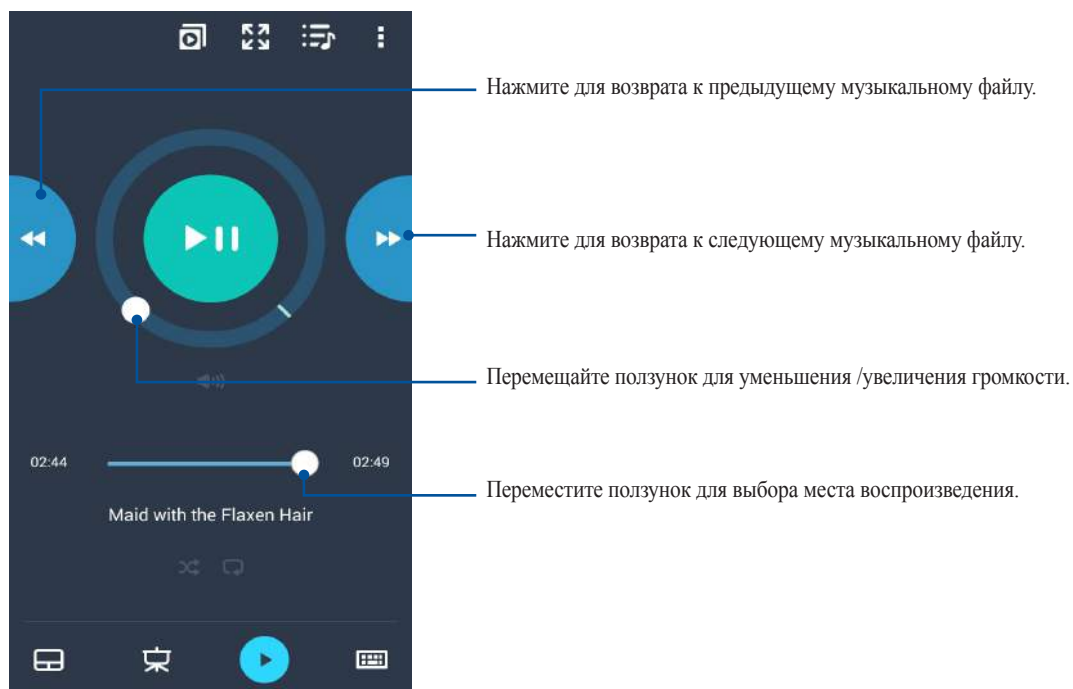 Нажмите для возврата к предыдущему музыкальному файлу.
Нажмите для возврата к следующему музыкальному файлу.
Перемещайте ползунок для уменьшения /увеличения громкости.
02:44
02:49
Переместите ползунок для выбора места воспроизведения.
Maid with the Flaxen Hair